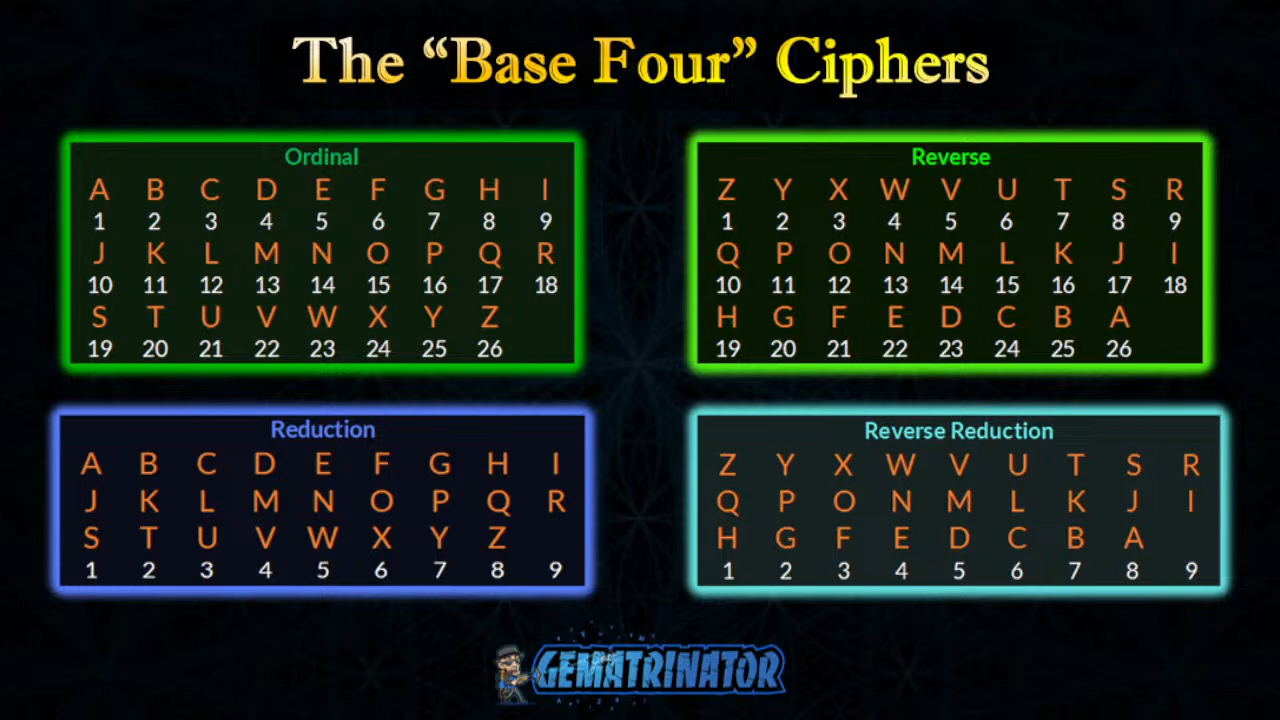 The “Base Four” Ciphers
Ordinal
A B C D E F G H I
1 2 3 4 5 6 7 8 9
J K L M N O P Q R
10 11 12 13 14 15 16 17 18
S T U V W X Y Z
19 20 21 22 23 24 25 26
Reverse
Z Y X W V U T S R
1 2 3 4 5 6 7 8 9
Q P O N M L K J I
10 11 12 13 14 15 16 17 18
H G F E D C B A
19 20 21 22 23 24 25 26
Reduction
A B C D E F G H I
J K L M N O P Q R
S T U V W X Y Z
1 2 3 4 5 6 7 8 9
Reverse Reduction
Z Y X W V U T S R
Q P O N M L K J I
H G F E D C B A
1 2 3 4 5 6 7 8 9
GEMATRINATOR